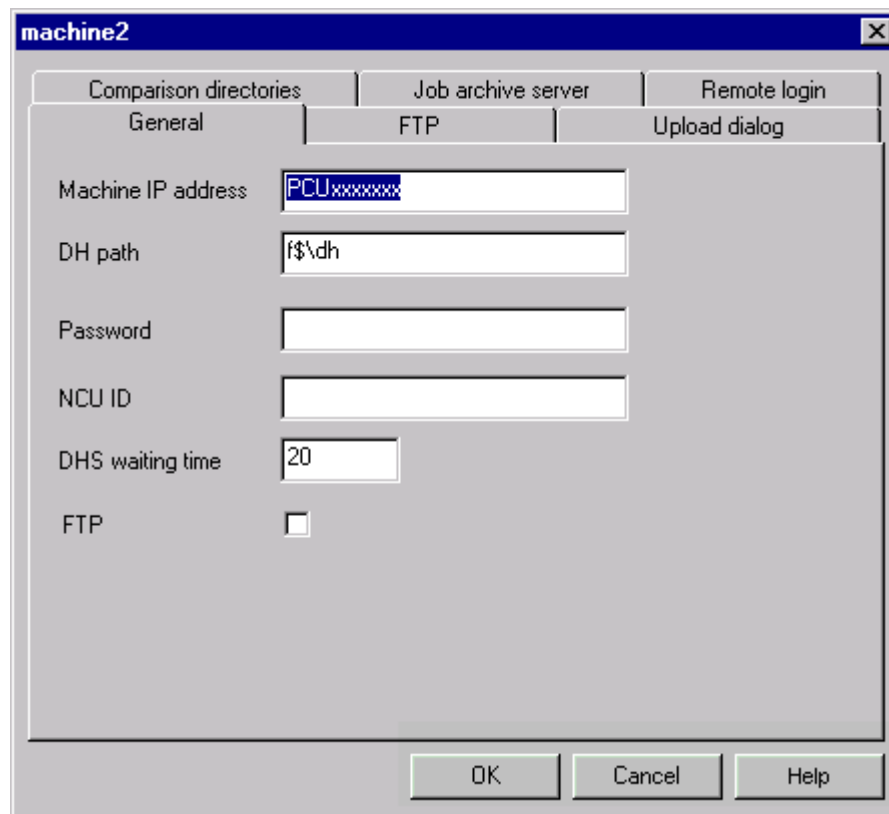 machine2
Comparison directories Job archive server Remote login
General FTP Upload dialog
Machine IP address PCUxxxxxxx
DH path f$\dh
Password
NCU ID
DHS waiting time 20
FTP
OK Cancel Help